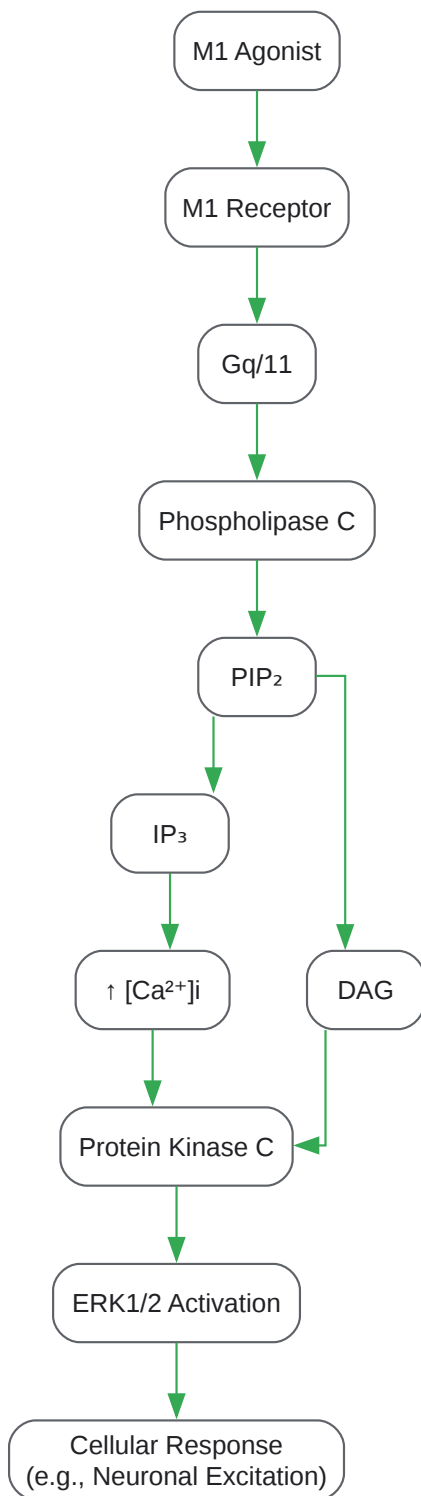 M1 Agonist
M1 Receptor
Gq/11
Phospholipase C
PIP₂
IP₃
↑ [Ca²⁺]i
DAG
Protein Kinase C
ERK1/2 Activation
Cellular Response
(e.g., Neuronal Excitation)